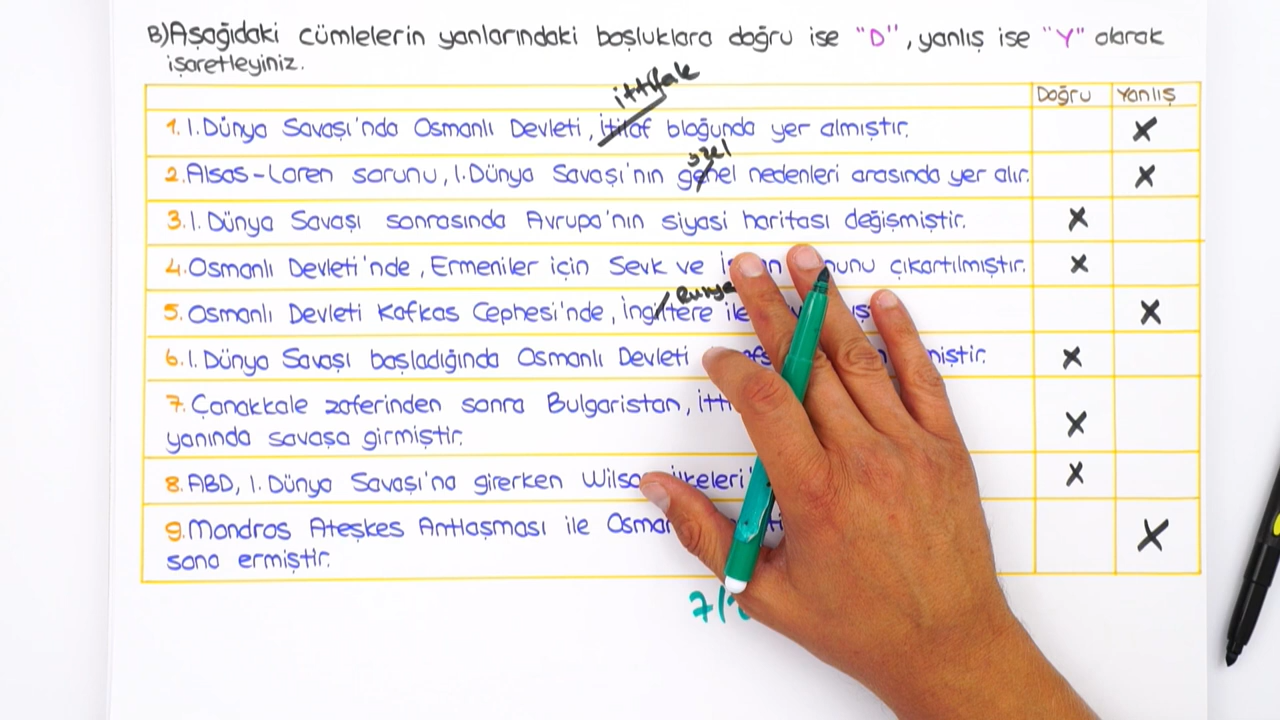 B)Aşağıdaki cümlelerin yanlarındaki boşluklara doğru ise "D", yanlış ise "Y" olarak
işaretleyiniz.
Doğru Yanlış
ittifak
1. I. Dünya Savaşı'nda Osmanlı Devleti, İtilaf bloğunda yer almıştır. X
özel
2. Alsas-Loren sorunu, I. Dünya Savaşı'nın genel nedenleri arasında yer alır. X
3. I. Dünya Savaşı sonrasında Avrupa'nın siyasi haritası değişmiştir. X
4. Osmanlı Devleti'nde, Ermeniler için Sevk ve çıkartılmıştır. X
5. Osmanlı Devleti Kafkas Cephesi'nde, İngiltere ile X
6. I. Dünya Savaşı başladığında Osmanlı Devleti X
7. Çanakkale zaferinden sonra Bulgaristan,
yanında savaşa girmiştir. X
8. ABD, I. Dünya Savaşı'na girerken X
9. Mondros Ateşkes Antlaşması ile X
sona ermiştir.